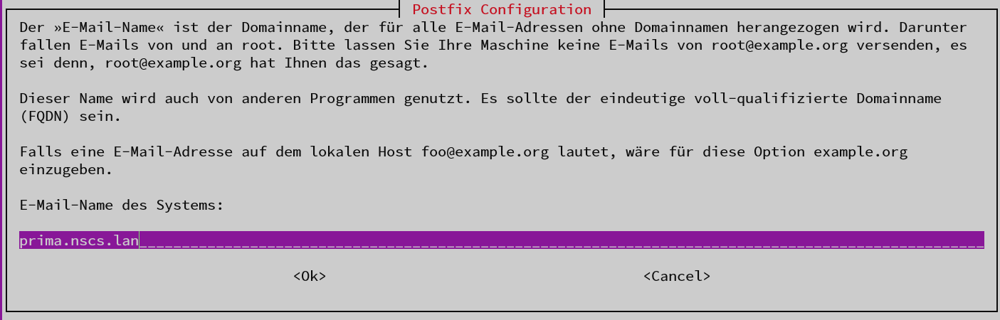 Postfix Configuration
Der »E-Mail-Name« ist der Domainname, der für alle E-Mail-Adressen ohne Domainnamen herangezogen wird. Darunter
fallen E-Mails von und an root. Bitte lassen Sie Ihre Maschine keine E-Mails von root@example.org versenden, es
sei denn, root@example.org hat Ihnen das gesagt.
Dieser Name wird auch von anderen Programmen genutzt. Es sollte der eindeutige voll-qualifizierte Domainname
(FQDN) sein.
Falls eine E-Mail-Adresse auf dem lokalen Host foo@example.org lautet, wäre für diese Option example.org
einzugeben.
E-Mail-Name des Systems:
prima.nscs.lan
<Ok> <Cancel>